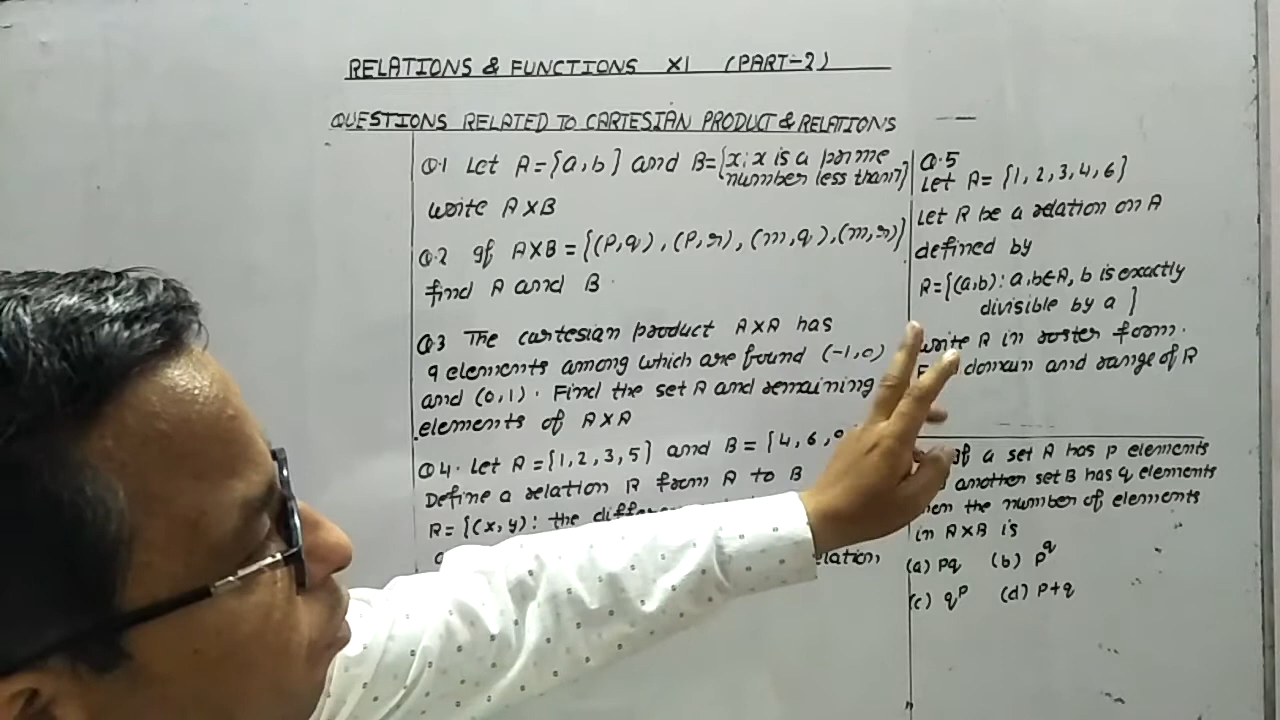 RELATIONS & FUNCTIONS XI (PART-2)
QUESTIONS RELATED TO CARTESIAN PRODUCT & RELATIONS
Q.1 Let A={a,b} and B={x:x is a prime
number less than 7}
write A×B
Q.2 If A×B = {(p,q), (p,r), (m,q), (m,r)}
find A and B.
Q.3 The cartesian product A×A has
9 elements among which are found (-1,0)
and (0,1). Find the set A and remaining
elements of A×A
Q.4. Let A={1,2,3,5} and B={4,6,9
Define a relation R from A to B
R={(x,y): the
Q.5
Let A= {1,2,3,4,6}
Let R be a relation on A
defined by
R={(a,b): a,b∈A, b is exactly
divisible by a }
write R in roster form.
domain and range of R
If a set A has p elements
another set B has q elements
the number of elements
in A×B is
(a) pq (b) p^q
(c) q^p (d) p+q